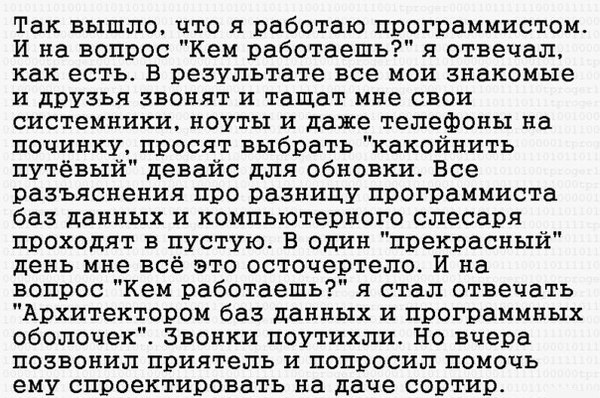 Так вышло, что я работаю программистом.
И на вопрос "Кем работаешь?" я отвечал,
как есть. В результате все мои знакомые
и друзья звонят и тащат мне свои
системники, ноуты и даже телефоны на
починку, просят выбрать "какойнить
путёвый" девайс для обновки. Все
разъяснения про разницу программиста
баз данных и компьютерного слесаря
проходят в пустую. В один "прекрасный"
день мне всё это осточертело. И на
вопрос "Кем работаешь?" я стал отвечать
"Архитектором баз данных и программных
оболочек". Звонки поутихли. Но вчера
позвонил приятель и попросил помочь
ему спроектировать на даче сортир.